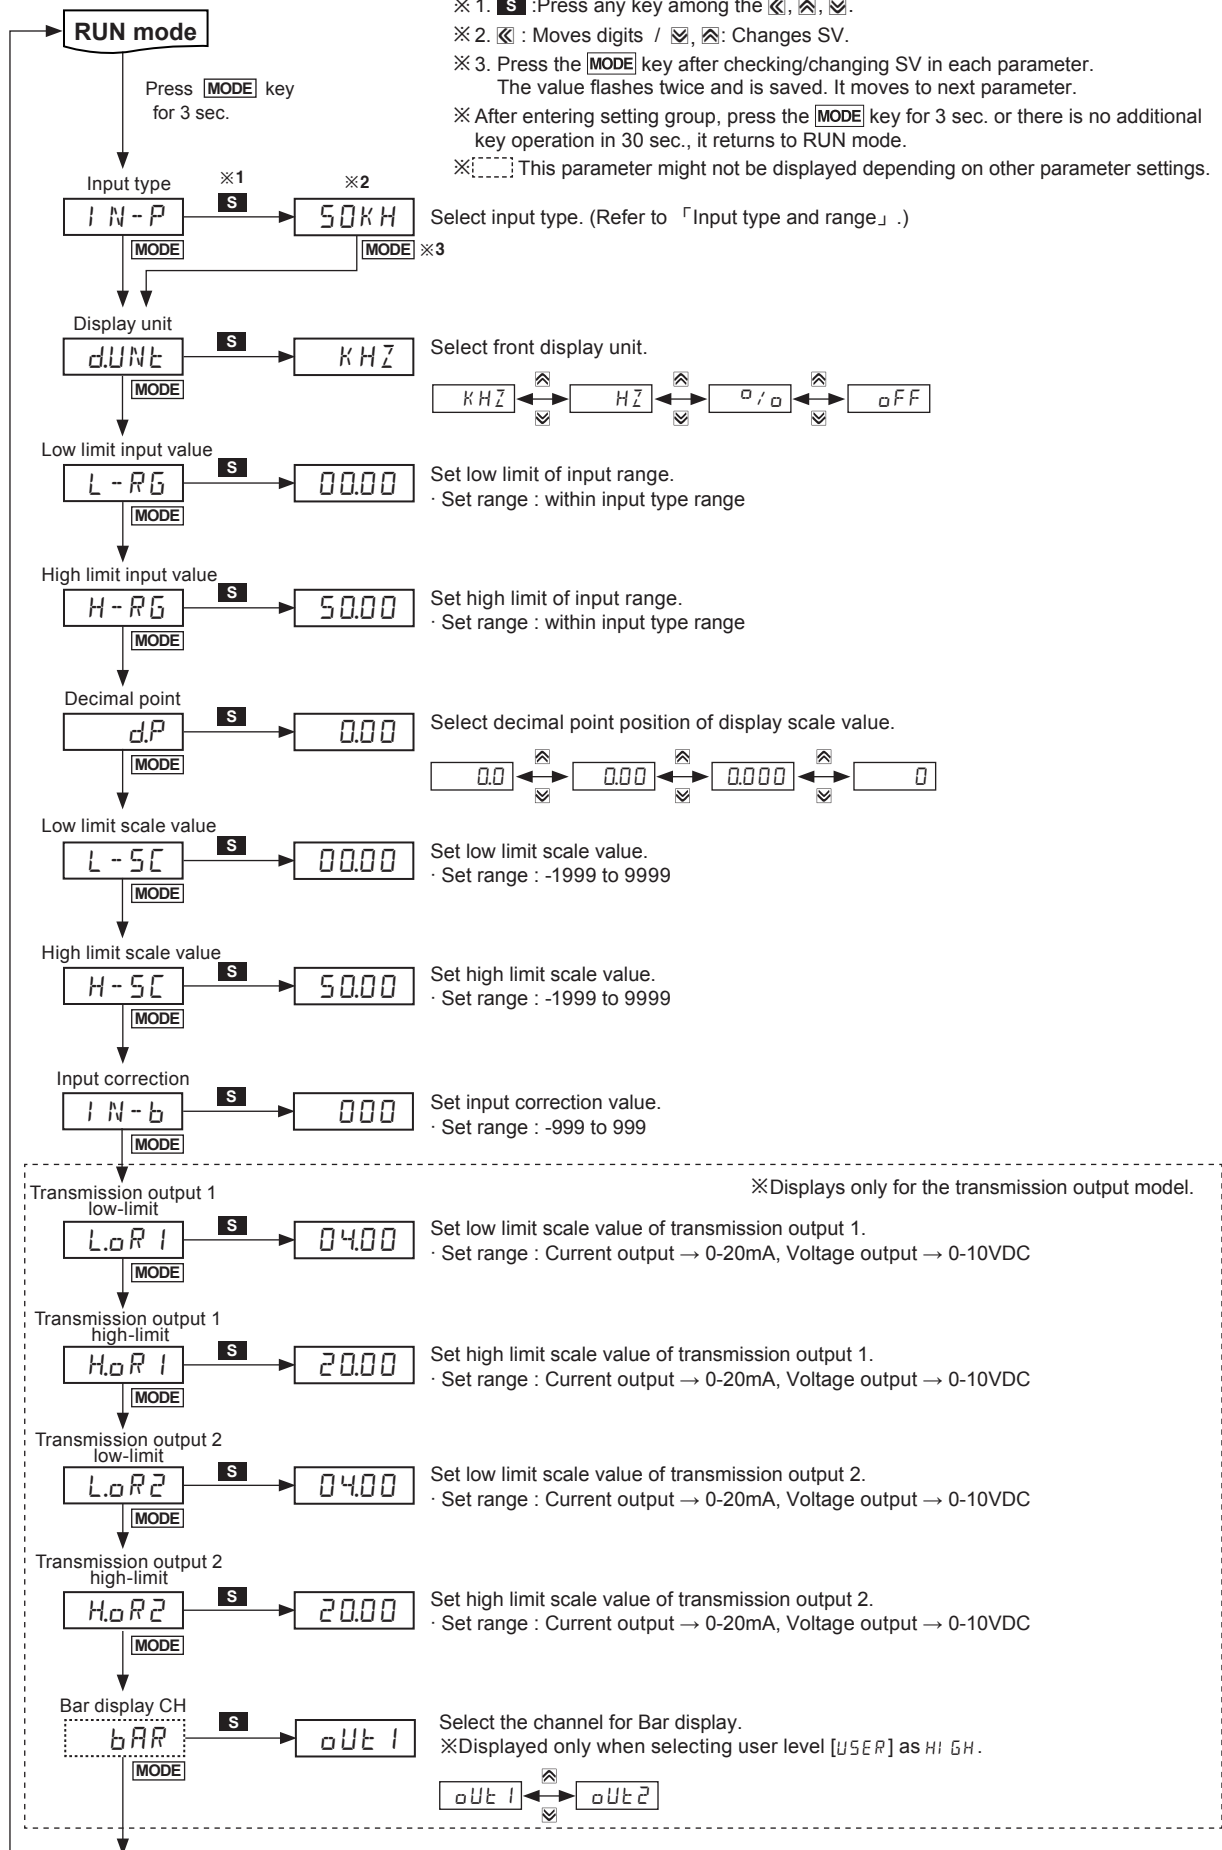 ※ 1. S :Press any key among the «, ︽, ︾.
RUN mode
※ 2. « : Moves digits / ︾, ︽: Changes SV.
※ 3. Press the MODE key after checking/changing SV in each parameter.
The value flashes twice and is saved. It moves to next parameter.
Press MODE key
for 3 sec.
※ After entering setting group, press the MODE key for 3 sec. or there is no additional
key operation in 30 sec., it returns to RUN mode.
※ This parameter might not be displayed depending on other parameter settings.
Input type ※1 ※2
IN-P S 50KH Select input type. (Refer to 「Input type and range」.)
MODE MODE ※3
Display unit
d.UNt S KHZ Select front display unit.
MODE
KHZ HZ % oFF
Low limit input value
L-RG S 00.00 Set low limit of input range.
· Set range : within input type range
MODE
High limit input value
H-RG S 50.00 Set high limit of input range.
· Set range : within input type range
MODE
Decimal point
d.P S 0.00 Select decimal point position of display scale value.
MODE
0.0 0.00 0.000 0
Low limit scale value
L-SC S 00.00 Set low limit scale value.
· Set range : -1999 to 9999
MODE
High limit scale value
H-SC S 50.00 Set high limit scale value.
· Set range : -1999 to 9999
MODE
Input correction
IN-b S 000 Set input correction value.
· Set range : -999 to 999
MODE
※Displays only for the transmission output model.
Transmission output 1
low-limit
L.oR1 S 04.00 Set low limit scale value of transmission output 1.
· Set range : Current output → 0-20mA, Voltage output → 0-10VDC
MODE
Transmission output 1
high-limit
H.oR1 S 20.00 Set high limit scale value of transmission output 1.
· Set range : Current output → 0-20mA, Voltage output → 0-10VDC
MODE
Transmission output 2
low-limit
L.oR2 S 04.00 Set low limit scale value of transmission output 2.
· Set range : Current output → 0-20mA, Voltage output → 0-10VDC
MODE
Transmission output 2
high-limit
H.oR2 S 20.00 Set high limit scale value of transmission output 2.
· Set range : Current output → 0-20mA, Voltage output → 0-10VDC
MODE
Bar display CH
bAR S oUt1 Select the channel for Bar display.
※Displayed only when selecting user level [USER] as HIGH.
MODE
oUt1 oUt2